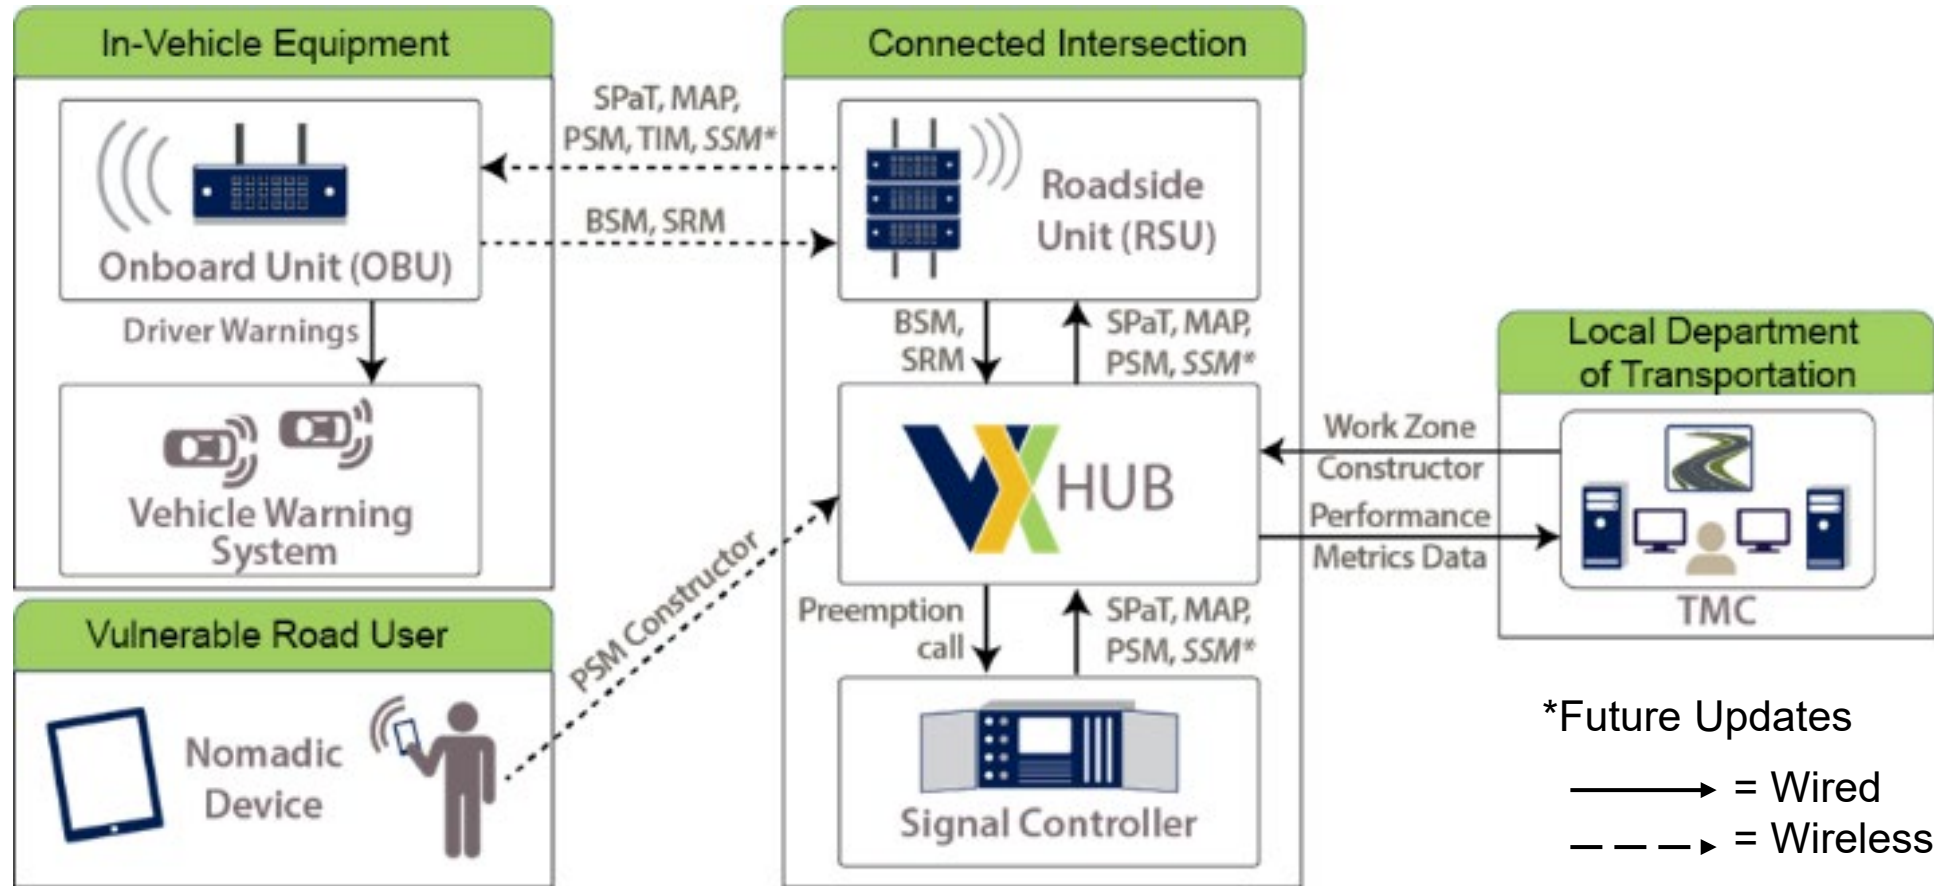 In-Vehicle Equipment
Onboard Unit (OBU)
Driver Warnings
Vehicle Warning
System
SPaT, MAP,
PSM, TIM, SSM*
BSM, SRM
Connected Intersection
Roadside
Unit (RSU)
BSM,
SRM
SPaT, MAP,
PSM, SSM*
VX HUB
Preemption
call
SPaT, MAP,
PSM, SSM*
Signal Controller
Vulnerable Road User
Nomadic
Device
PSM Constructor
Local Department
of Transportation
Work Zone
Constructor
Performance
Metrics Data
TMC
*Future Updates
= Wired
= Wireless